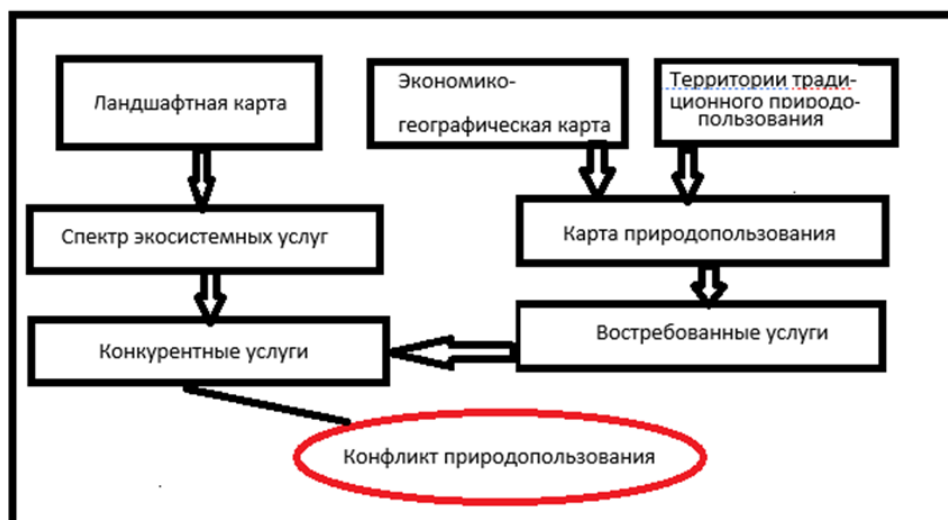 Ландшафтная карта
Экономико-
географическая карта
Территории тради-
ционного природо-
пользования
Спектр экосистемных услуг
Карта природопользования
Конкурентные услуги
Востребованные услуги
Конфликт природопользования